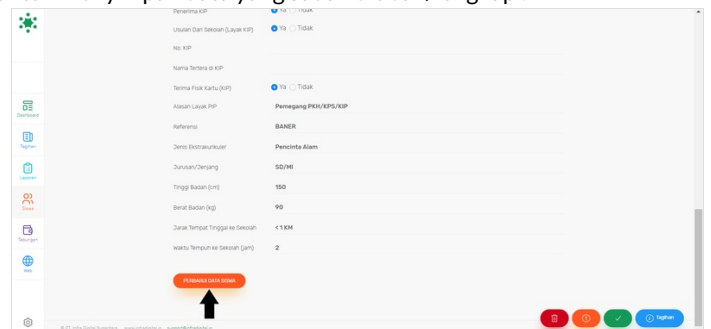 Penerima KIP Ya Tidak
Usulan Dari Sekolah (Layak KIP) Ya Tidak
No. KIP
Nama Tertera di KIP
Terima Fisik Kartu (KIP) Ya Tidak
Alasan Layak PIP Pemegang PKH/KPS/KIP
Dashboard
Referensi BANER
Tagihan
Jenis Ekstrakurikuler Pencinta Alam
Jurusan/Jenjang SD/MI
Laporan
Tinggi Badan (cm) 150
Siswa
Berat Badan (kg) 90
Jarak Tempat Tinggal ke Sekolah < 1 KM
Tabungan
Waktu Tempuh ke Sekolah (jam) 2
Web
PERBARUI DATA SISWA
Tagihan